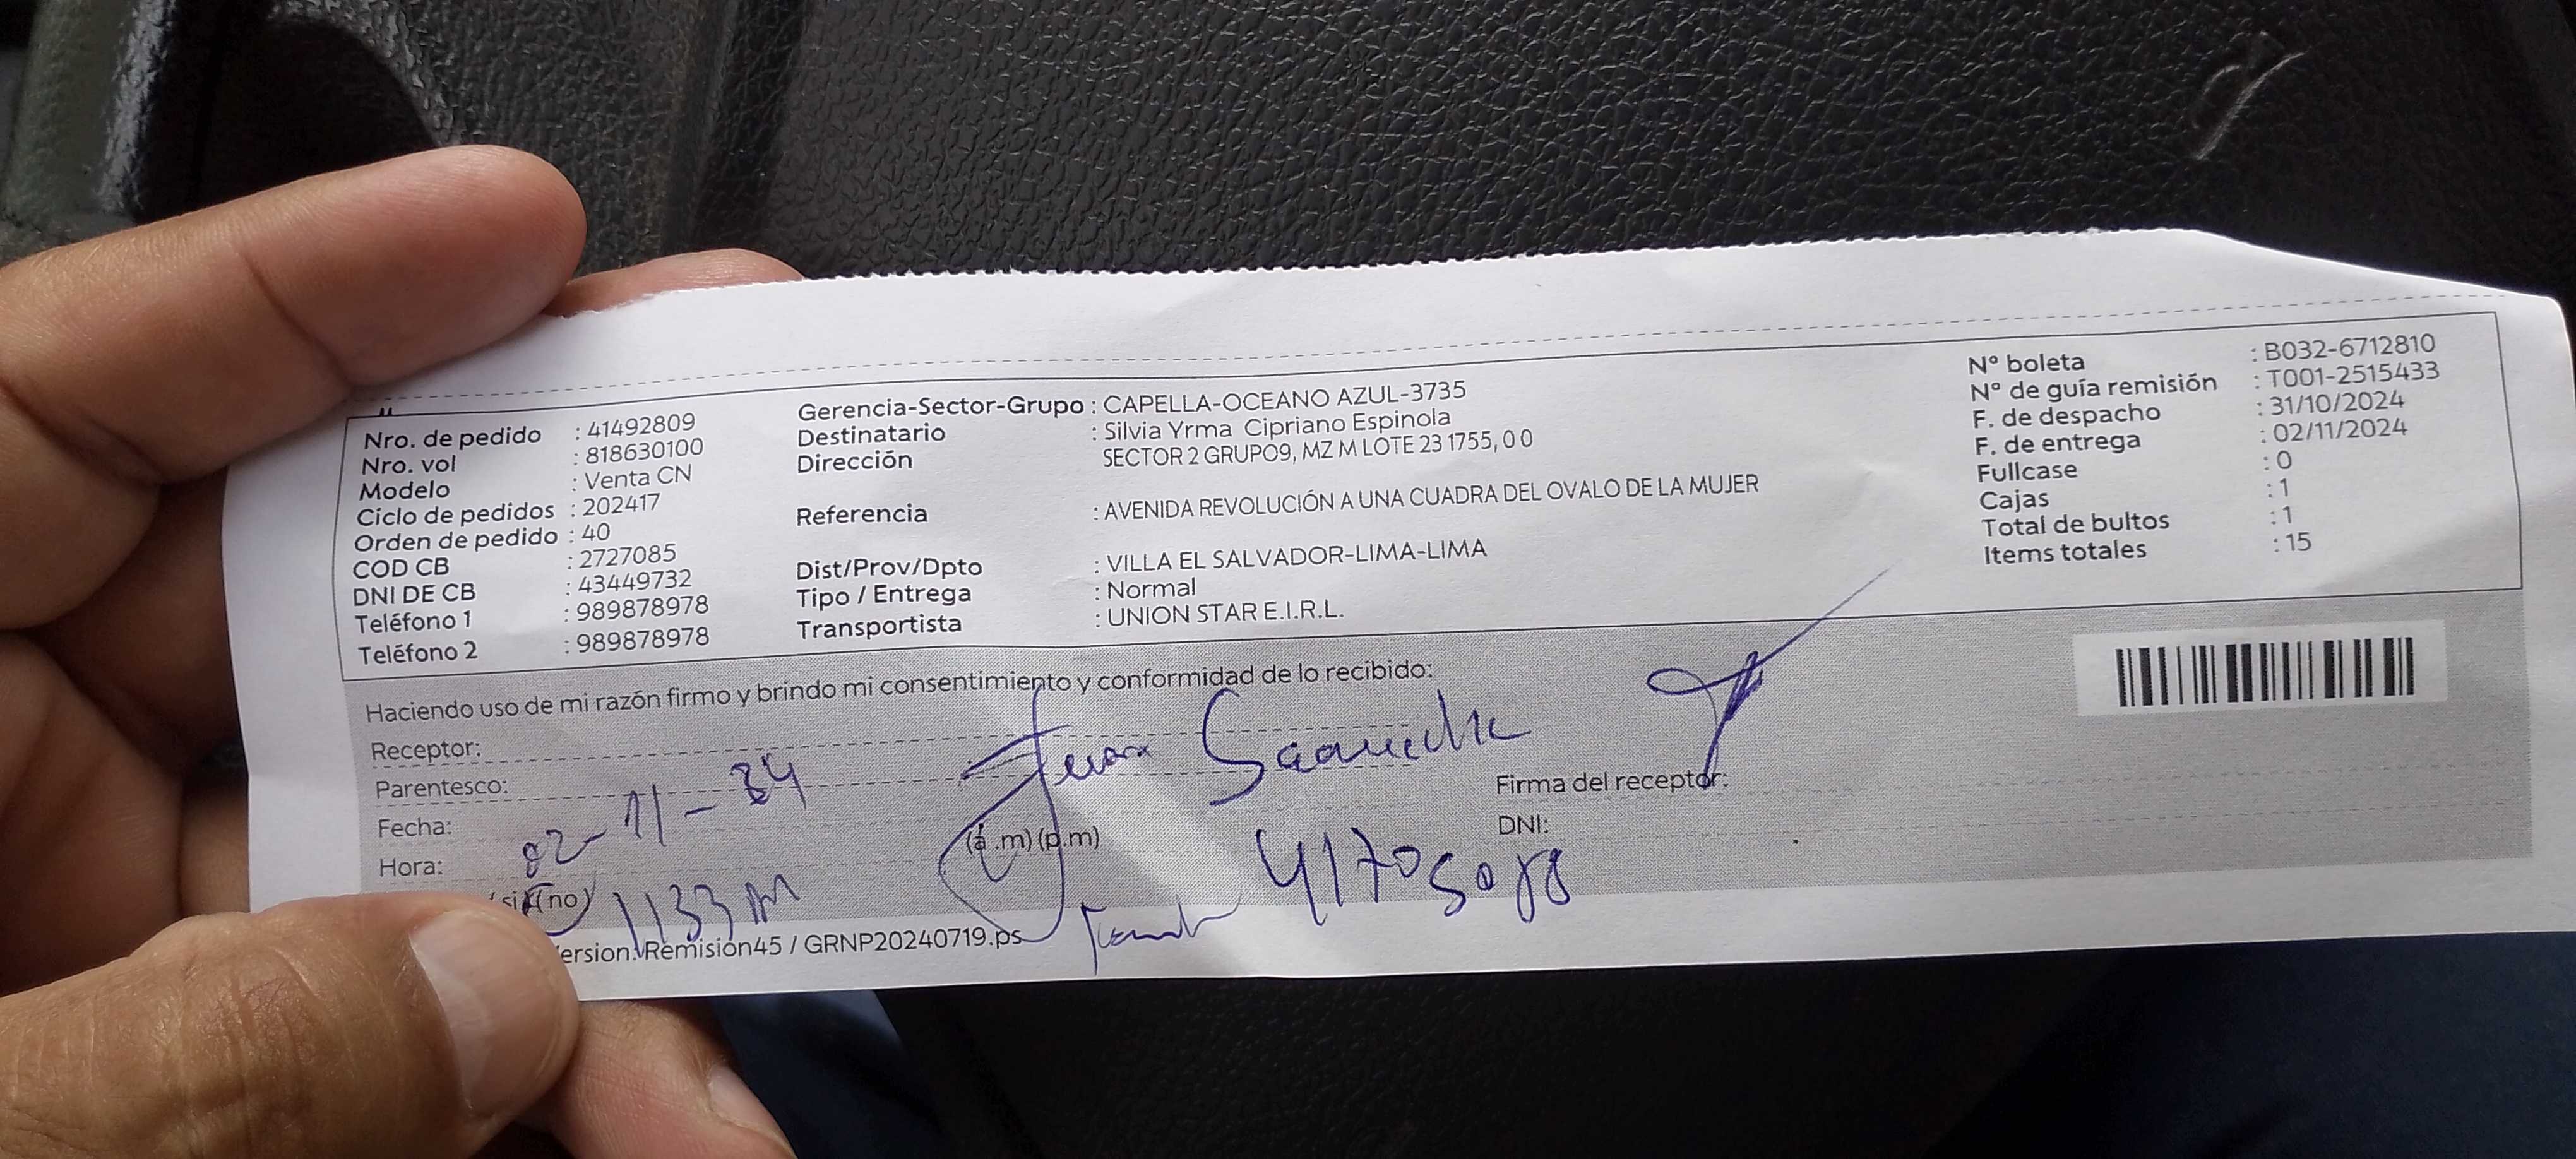 Nro. de pedido : 41492809
Nro. vol : 818630100
Modelo : Venta CN
Ciclo de pedidos : 202417
Orden de pedido : 40
COD CB : 2727085
DNI DE CB : 43449732
Teléfono 1 : 989878978
Teléfono 2 : 989878978
Gerencia-Sector-Grupo : CAPELLA-OCEANO AZUL-3735
Destinatario : Silvia Yrma Cipriano Espinola
Dirección SECTOR 2 GRUPO9, MZ M LOTE 23 1755, 0 0
Referencia : AVENIDA REVOLUCIÓN A UNA CUADRA DEL OVALO DE LA MUJER
Dist/Prov/Dpto : VILLA EL SALVADOR-LIMA-LIMA
Tipo / Entrega : Normal
Transportista : UNION STAR E.I.R.L.
N° boleta : B032-6712810
N° de guía remisión : T001-2515433
F. de despacho : 31/10/2024
F. de entrega : 02/11/2024
Fullcase : 0
Cajas : 1
Total de bultos : 1
Items totales : 15
Haciendo uso de mi razón firmo y brindo mi consentimiento y conformidad de lo recibido:
Receptor:
Parentesco:
Fecha: 02-11-24
Hora: (a.m) (p.m)
(si) (no) 1133 AM
Firma del receptor:
DNI:
ersion: Remisión45 / GRNP20240719.ps